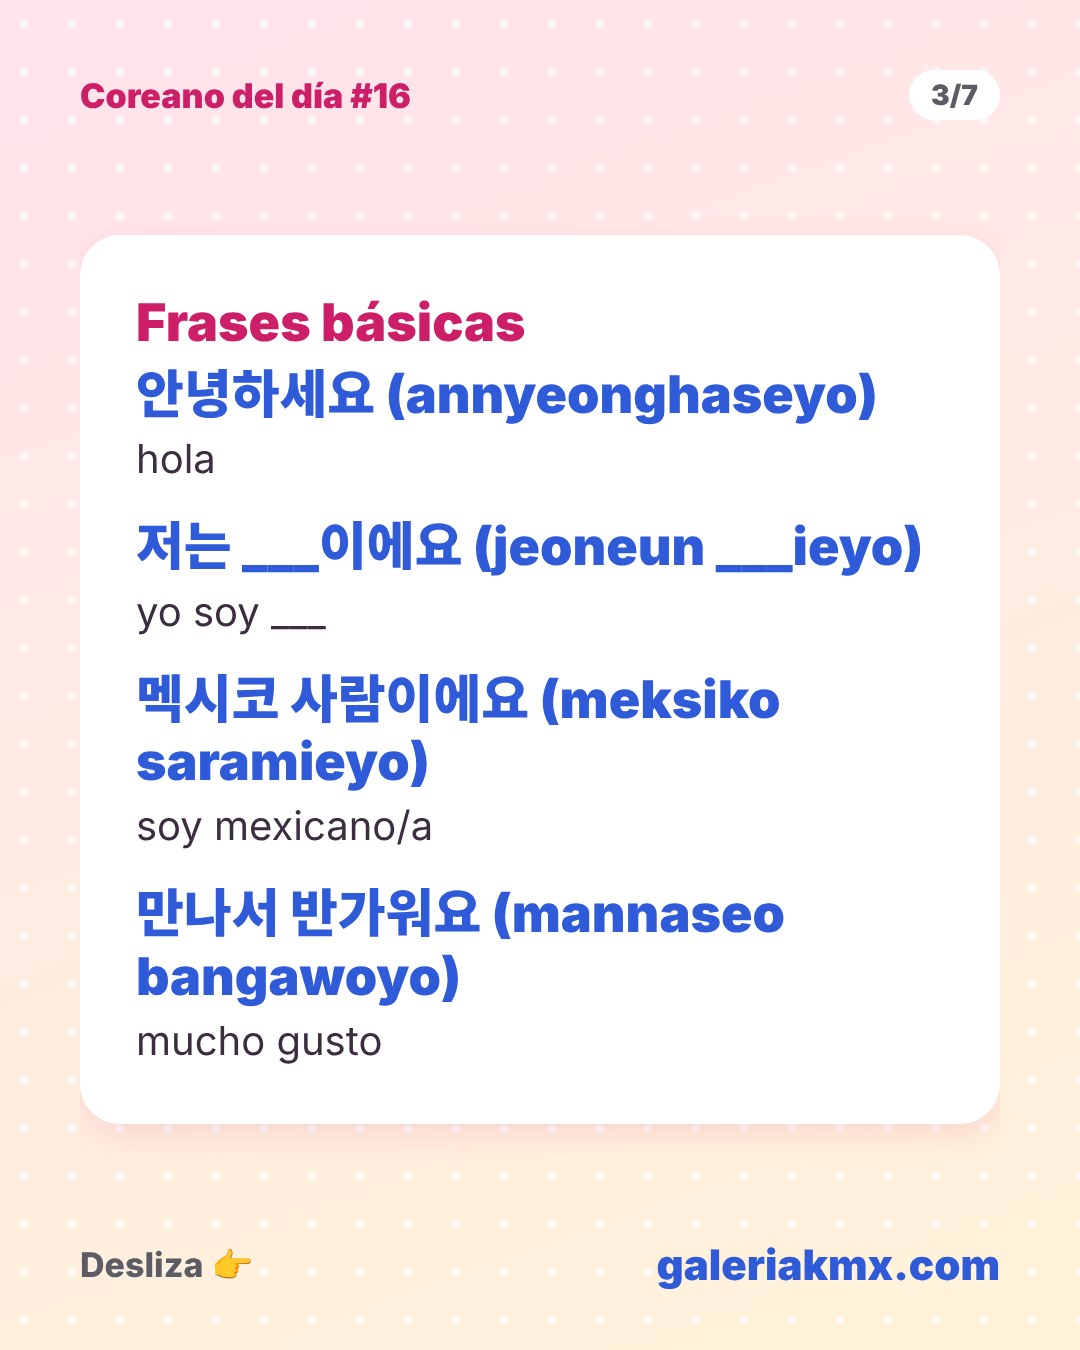 Coreano del día #16
3/7
Frases básicas
안녕하세요 (annyeonghaseyo)
hola
저는 ___이에요 (jeoneun ___ieyo)
yo soy ___
멕시코 사람이에요 (meksiko
saramieyo)
soy mexicano/a
만나서 반가워요 (mannaseo
bangawoyo)
mucho gusto
Desliza 👉
galeriakmx.com